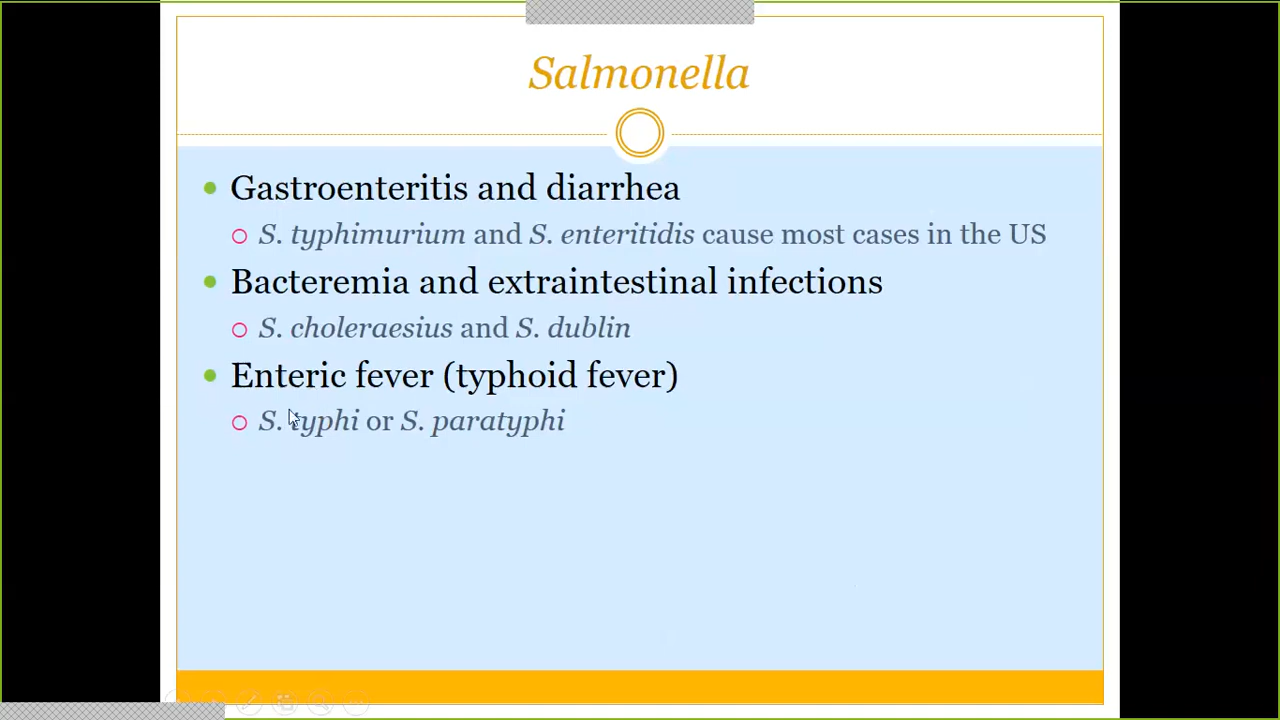 Salmonella
Gastroenteritis and diarrhea
S. typhimurium and S. enteritidis cause most cases in the US
Bacteremia and extraintestinal infections
S. choleraesius and S. dublin
Enteric fever (typhoid fever)
S. typhi or S. paratyphi